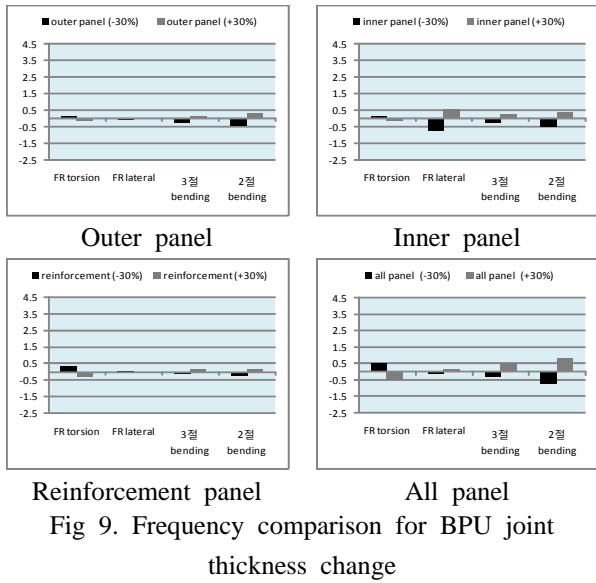 outer panel (-30%) outer panel (+30%)
4.5
3.5
2.5
1.5
0.5
-0.5
-1.5
-2.5
FR torsion FR lateral 3절 bending 2절 bending
Outer panel
inner panel (-30%) inner panel (+30%)
4.5
3.5
2.5
1.5
0.5
-0.5
-1.5
-2.5
FR torsion FR lateral 3절 bending 2절 bending
Inner panel
reinforcement (-30%) reinforcement (+30%)
4.5
3.5
2.5
1.5
0.5
-0.5
-1.5
-2.5
FR torsion FR lateral 3절 bending 2절 bending
Reinforcement panel
all panel (-30%) all panel (+30%)
4.5
3.5
2.5
1.5
0.5
-0.5
-1.5
-2.5
FR torsion FR lateral 3절 bending 2절 bending
All panel
Fig 9. Frequency comparison for BPU joint
thickness change